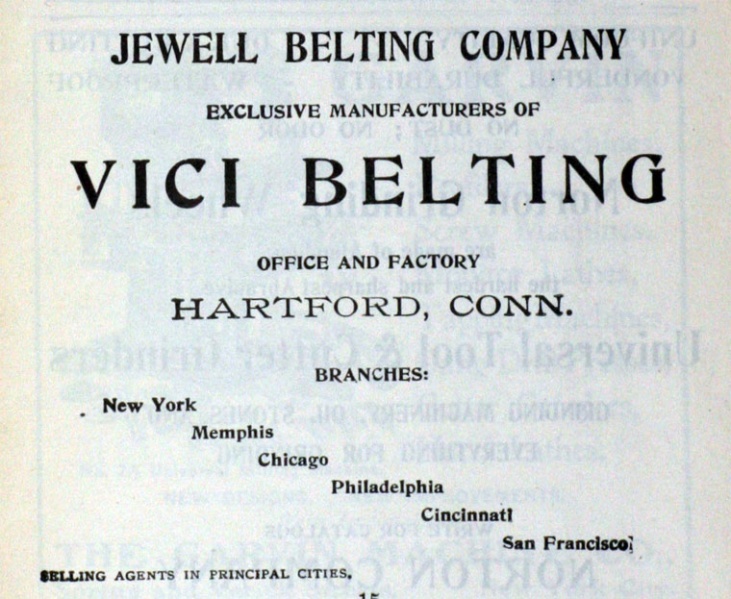 JEWELL BELTING COMPANY
EXCLUSIVE MANUFACTURERS OF
VICI BELTING
OFFICE AND FACTORY
HARTFORD, CONN.
BRANCHES:
New York
Memphis
Chicago
Philadelphia
Cincinnati
San Francisco
SELLING AGENTS IN PRINCIPAL CITIES.
15